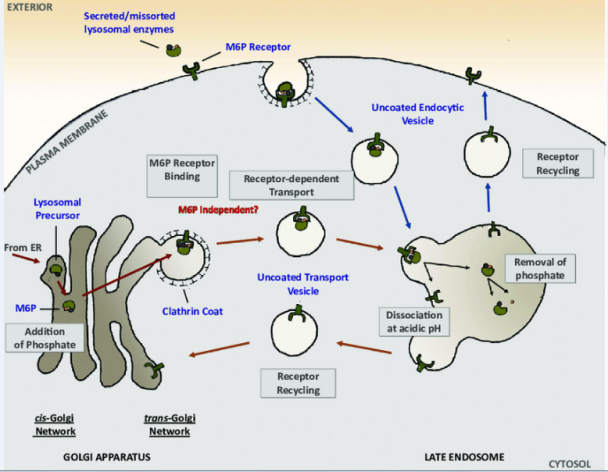 EXTERIOR
Secreted/missorted
lysosomal enzymes
M6P Receptor
PLASMA MEMBRANE
Uncoated Endocytic
Vesicle
M6P Receptor
Binding
Receptor-dependent
Transport
Receptor
Recycling
Lysosomal
Precursor
M6P Independent?
From ER
Removal of
phosphate
Uncoated Transport
Vesicle
M6P
Clathrin Coat
Dissociation
at acidic pH
Addition
of Phosphate
Receptor
Recycling
cis-Golgi
Network
trans-Golgi
Network
GOLGI APPARATUS
LATE ENDOSOME
CYTOSOL